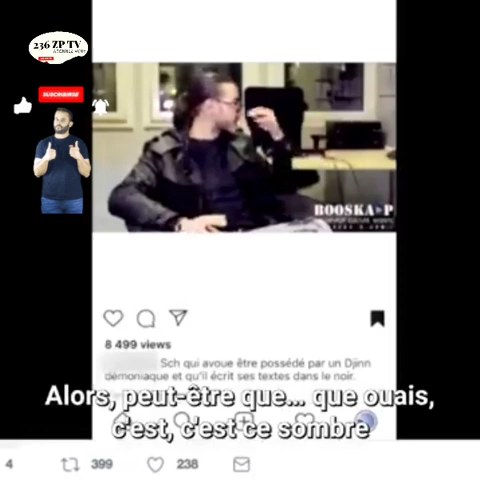 236 ZP TV
SUSCRIBIRSE
BOOSKA-P
8 499 views
Sch qui avoue être possédé par un Djinn
démoniaque et qu'il écrit ses textes dans le noir.
Alors, peut-être que... que ouais,
c'est, c'est ce sombre
4 399 238